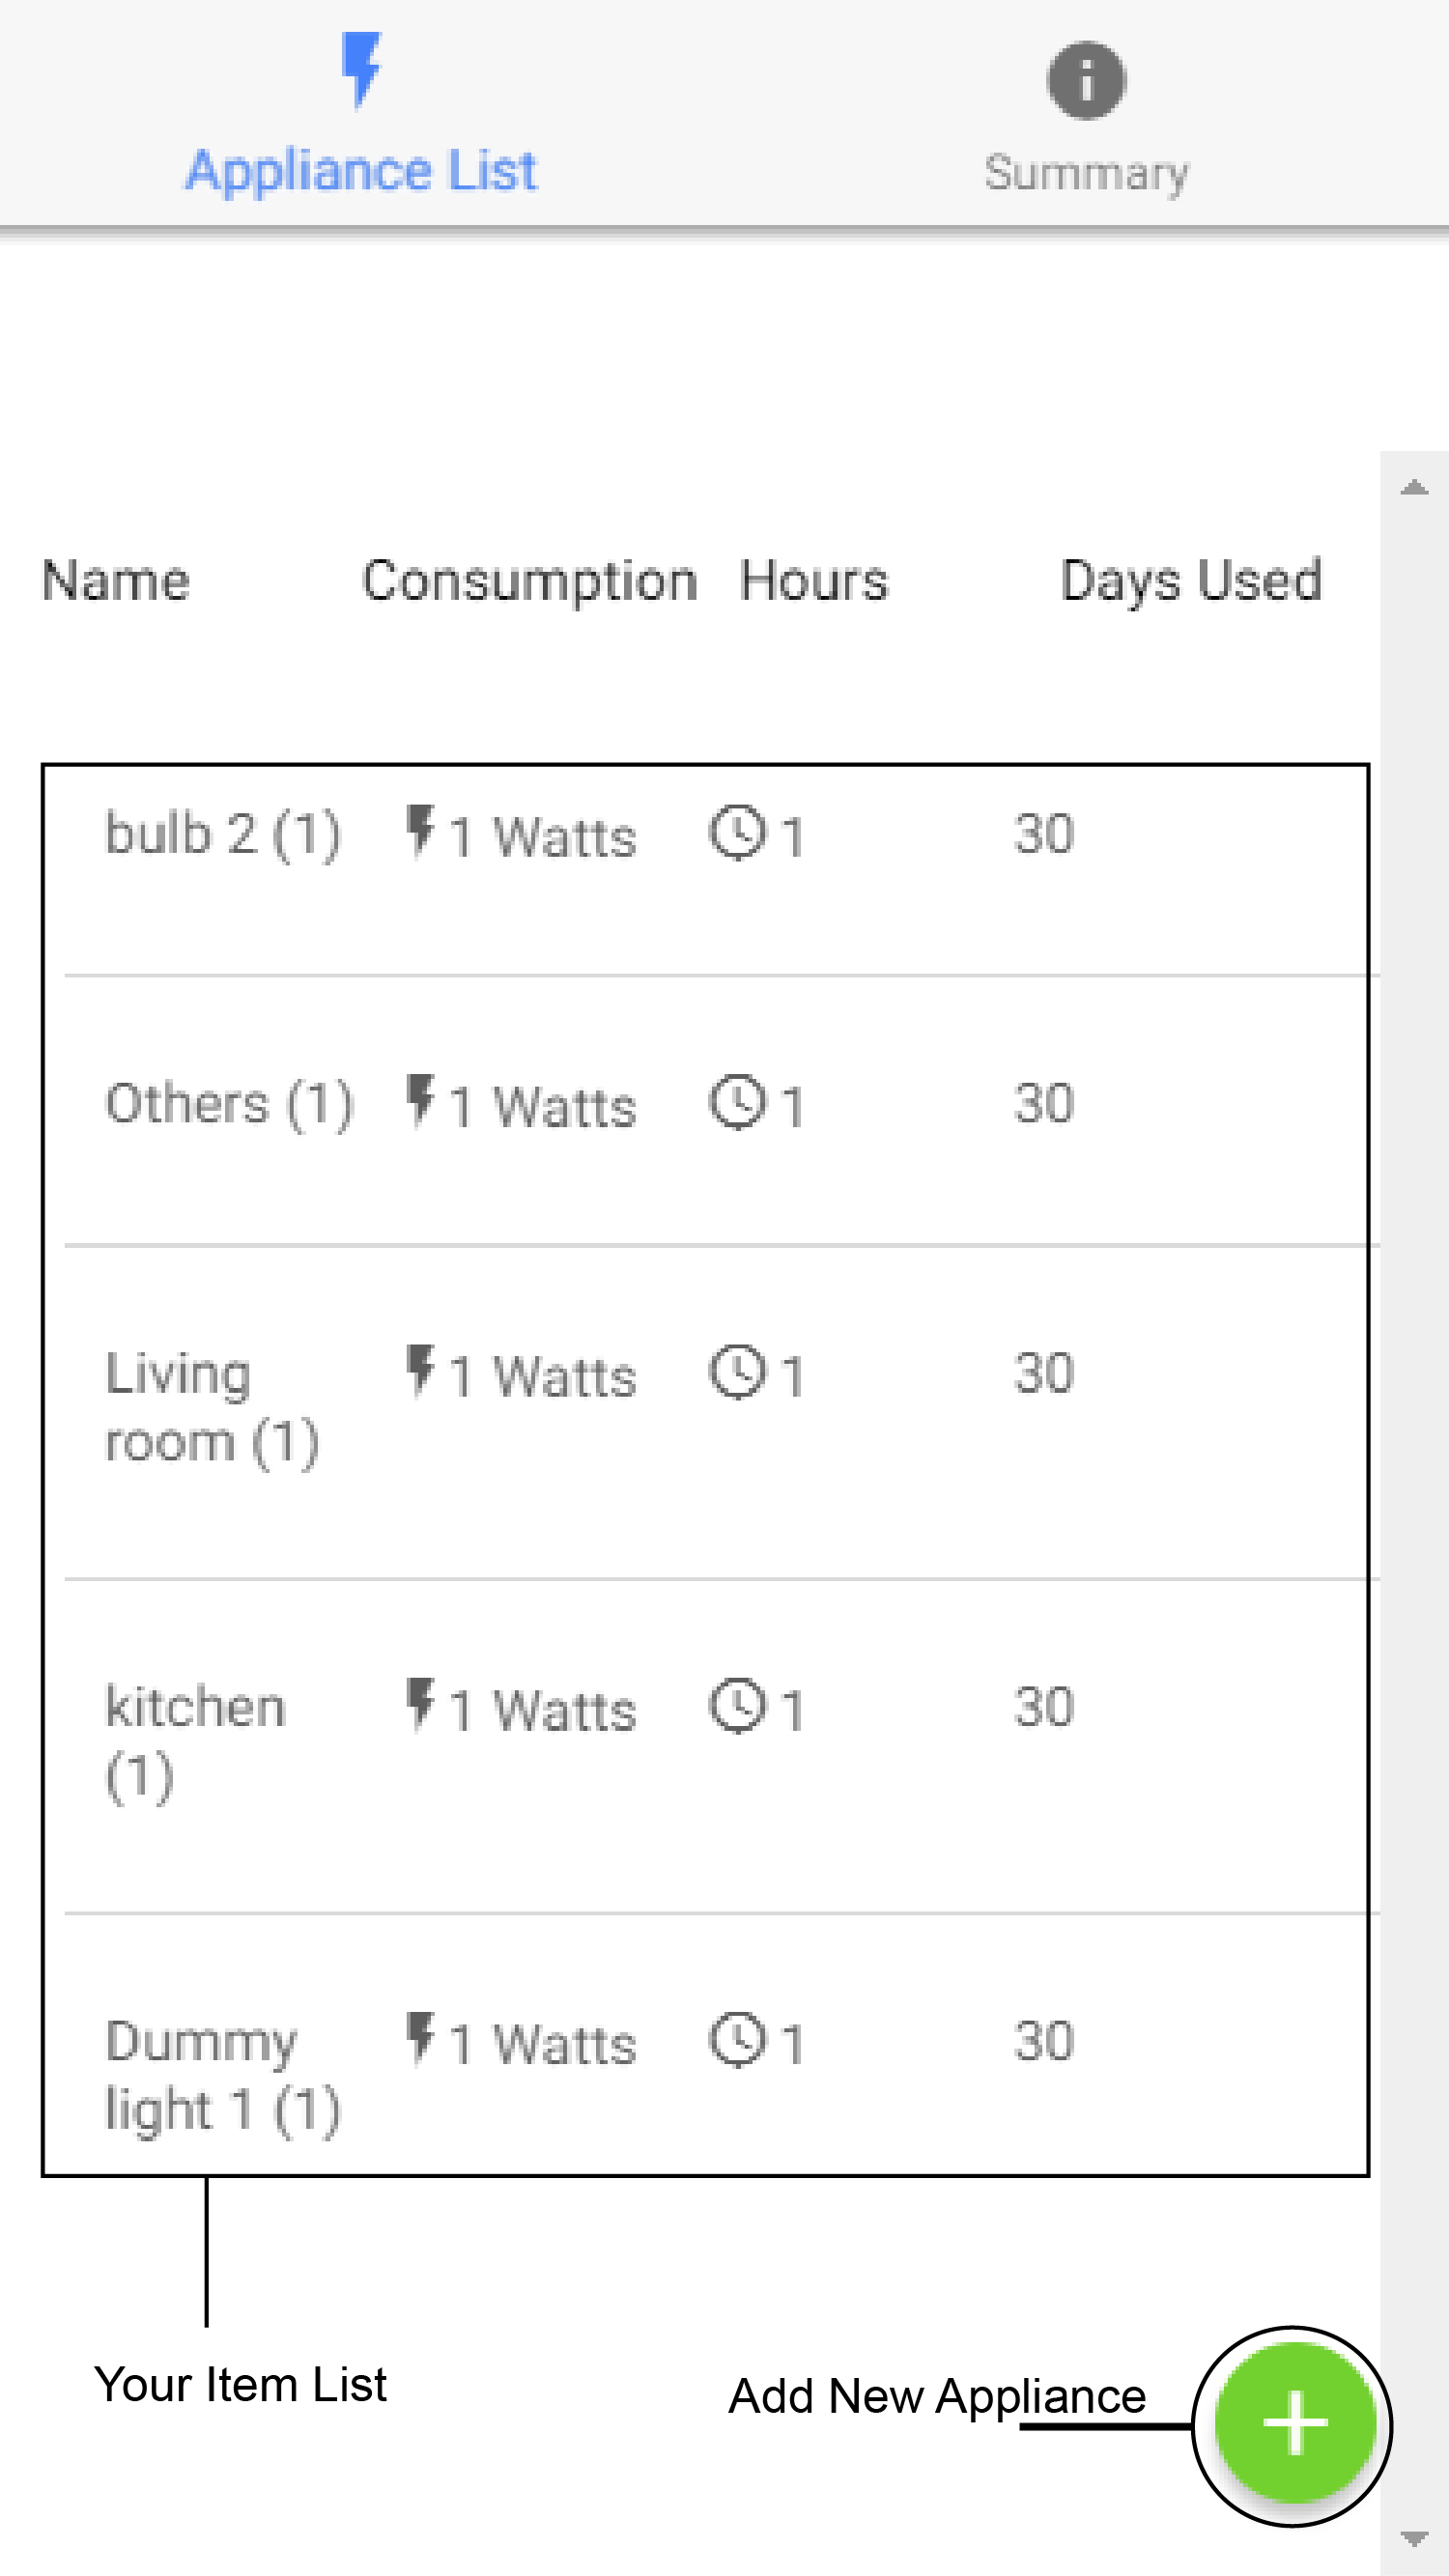 Appliance List Summary
Name Consumption Hours Days Used
bulb 2 (1) 1 Watts 1 30
Others (1) 1 Watts 1 30
Living 1 Watts 1 30
room (1)
kitchen 1 Watts 1 30
(1)
Dummy 1 Watts 1 30
light 1 (1)
Your Item List
Add New Appliance